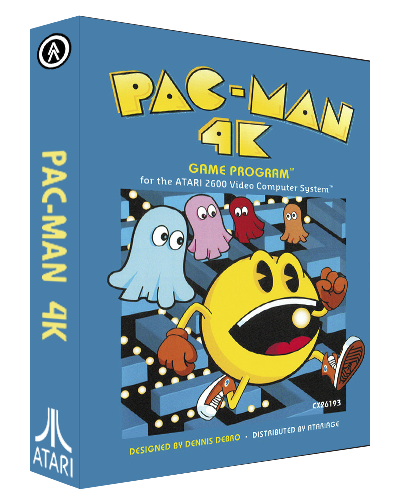 PAC-MAN 4K
ATARI
PAC-MAN
4K
GAME PROGRAM™
for the ATARI 2600 Video Computer System™
CX26193
DESIGNED BY DENNIS DEBRO • DISTRIBUTED BY ATARIAGE